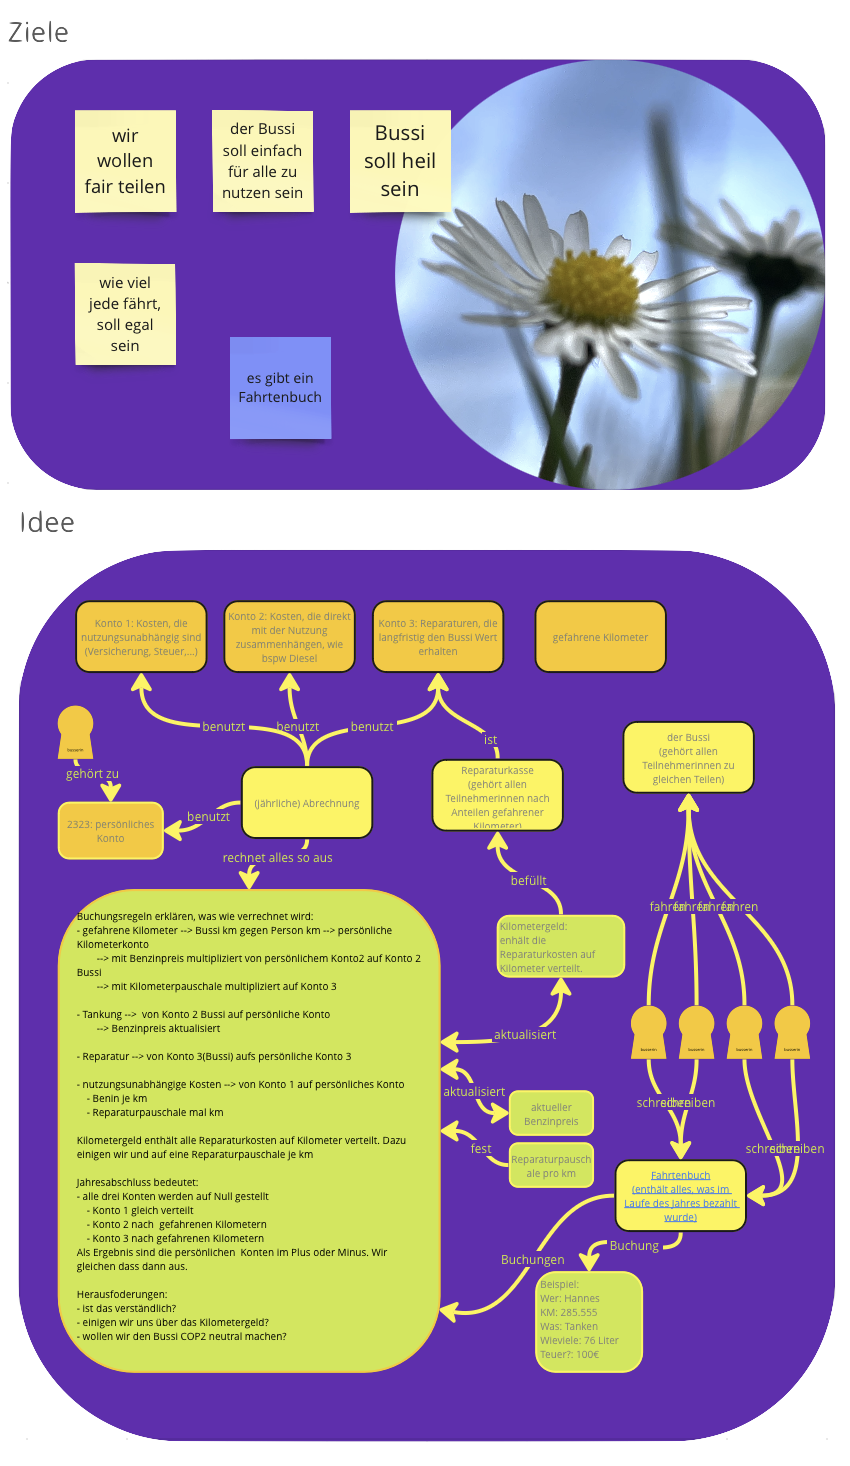 Ziele
wir
wollen
fair teilen
der Bussi
soll einfach
für alle zu
nutzen sein
Bussi
soll heil
sein
wie viel
jede fährt,
soll egal
sein
es gibt ein
Fahrtenbuch
Idee
Konto 1: Kosten, die
nutzungsunabhängig sind
(Versicherung, Steuer,...)
Konto 2: Kosten, die direkt
mit der Nutzung
zusammenhängen, wie
bspw Diesel
Konto 3: Reparaturen, die
langfristig den Bussi Wert
erhalten
gefahrene Kilometer
benutzt
benutzt
benutzt
ist
busserin
gehört zu
2323: persönliches
Konto
benutzt
(jährliche) Abrechnung
rechnet alles so aus
Reparaturkasse
(gehört allen
Teilnehmerinnen nach
Anteilen gefahrener
Kilometer)
der Bussi
(gehört allen
Teilnehmerinnen zu
gleichen Teilen)
befüllt
Kilometergeld:
enhält die
Reparaturkosten auf
Kilometer verteilt.
fahren
fahren
fahren
fahren
Buchungsregeln erklären, was wie verrechnet wird:
- gefahrene Kilometer --> Bussi km gegen Person km --> persönliche
Kilometerkonto
--> mit Benzinpreis multipliziert von persönlichem Konto2 auf Konto 2
Bussi
--> mit Kilometerpauschale multipliziert auf Konto 3
- Tankung --> von Konto 2 Bussi auf persönliche Konto
--> Benzinpreis aktualisiert
- Reparatur --> von Konto 3(Bussi) aufs persönliche Konto 3
- nutzungsunabhängige Kosten --> von Konto 1 auf persönliches Konto
- Benin je km
- Reparaturpauschale mal km
Kilometergeld enthält alle Reparaturkosten auf Kilometer verteilt. Dazu
einigen wir und auf eine Reparaturpauschale je km
Jahresabschluss bedeutet:
- alle drei Konten werden auf Null gestellt
- Konto 1 gleich verteilt
- Konto 2 nach gefahrenen Kilometern
- Konto 3 nach gefahrenen Kilometern
Als Ergebnis sind die persönlichen Konten im Plus oder Minus. Wir
gleichen dass dann aus.
Herausfoderungen:
- ist das verständlich?
- einigen wir uns über das Kilometergeld?
- wollen wir den Bussi COP2 neutral machen?
aktualisiert
aktualisiert
aktueller
Benzinpreis
fest
Reparaturpausch
ale pro km
busserin
busserin
busserin
busserin
schreiben
schreiben
schreiben
schreiben
Fahrtenbuch
(enthält alles, was im
Laufe des Jahres bezahlt
wurde)
Buchungen
Buchung
Beispiel:
Wer: Hannes
KM: 285.555
Was: Tanken
Wieviele: 76 Liter
Teuer?: 100€